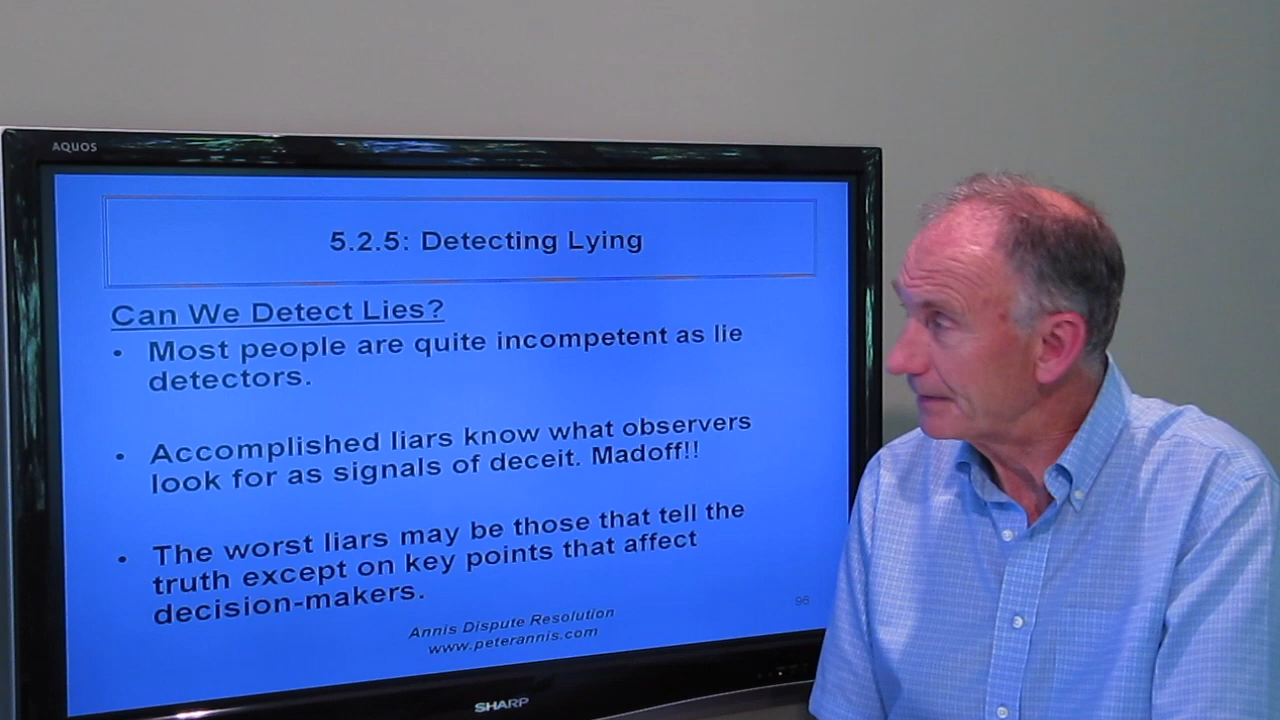 AQUOS
5.2.5: Detecting Lying
Can We Detect Lies?
• Most people are quite incompetent as lie
detectors.
• Accomplished liars know what observers
look for as signals of deceit. Madoff!!
• The worst liars may be those that tell the
truth except on key points that affect
decision-makers.
96
Annis Dispute Resolution
www.peterannis.com
SHARP